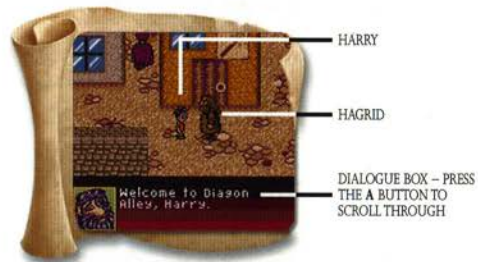 HARRY
HAGRID
Welcome to Diagon
Alley, Harry.
DIALOGUE BOX – PRESS
THE A BUTTON TO
SCROLL THROUGH